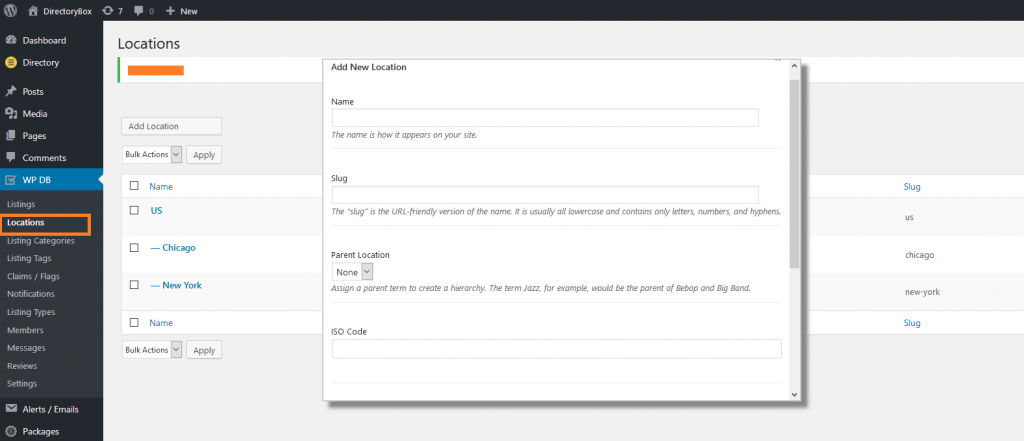 DirectoryBox 7 0 New
Dashboard
Directory
Posts
Media
Pages
Comments
WP DB
Listings
Locations
Listing Categories
Listing Tags
Claims / Flags
Notifications
Listing Types
Members
Messages
Reviews
Settings
Alerts / Emails
Packages
Locations
Add Location
Bulk Actions Apply
Name Slug
US us
— Chicago chicago
— New York new-york
Name Slug
Bulk Actions Apply
Add New Location
Name
The name is how it appears on your site.
Slug
The "slug" is the URL-friendly version of the name. It is usually all lowercase and contains only letters, numbers, and hyphens.
Parent Location
None
Assign a parent term to create a hierarchy. The term Jazz, for example, would be the parent of Bebop and Big Band.
ISO Code